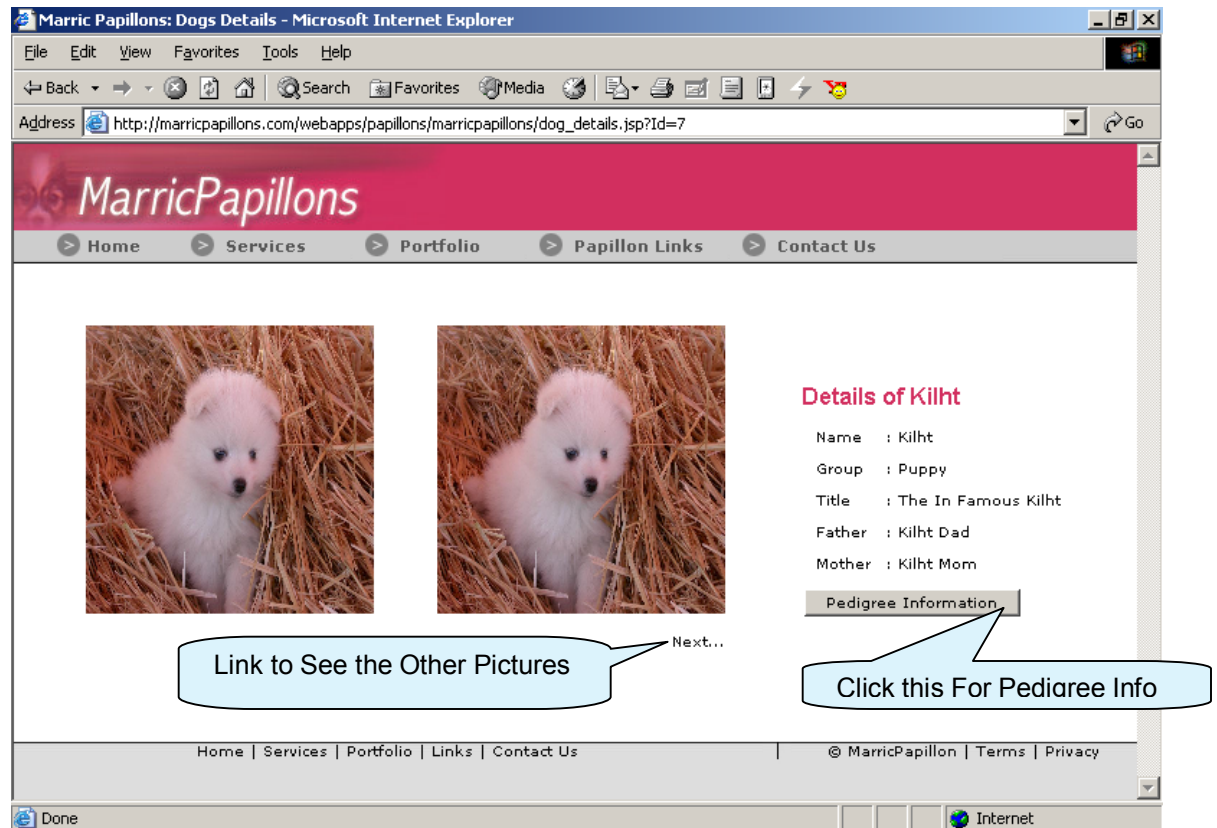 Marric Papillons: Dogs Details - Microsoft Internet Explorer
File Edit View Favorites Tools Help
Back Search Favorites Media
Address http://marricpapillons.com/webapps/papillons/marricpapillons/dog_details.jsp?Id=7 Go
MarricPapillons
Home Services Portfolio Papillon Links Contact Us
Details of Kilht
Name : Kilht
Group : Puppy
Title : The In Famous Kilht
Father : Kilht Dad
Mother : Kilht Mom
Pedigree Information
Next...
Link to See the Other Pictures
Click this For Pedigree Info
Home | Services | Portfolio | Links | Contact Us | © MarricPapillon | Terms | Privacy
Done Internet